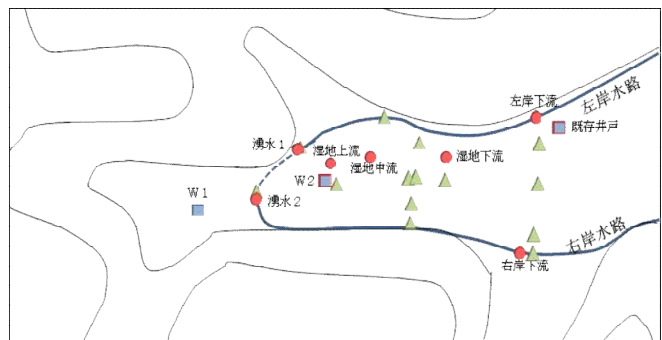 左岸下流
左岸水路
既存井戸
湧水1
湿地上流
湿地中流
湿地下流
W2
W1
湧水2
右岸水路
右岸下流